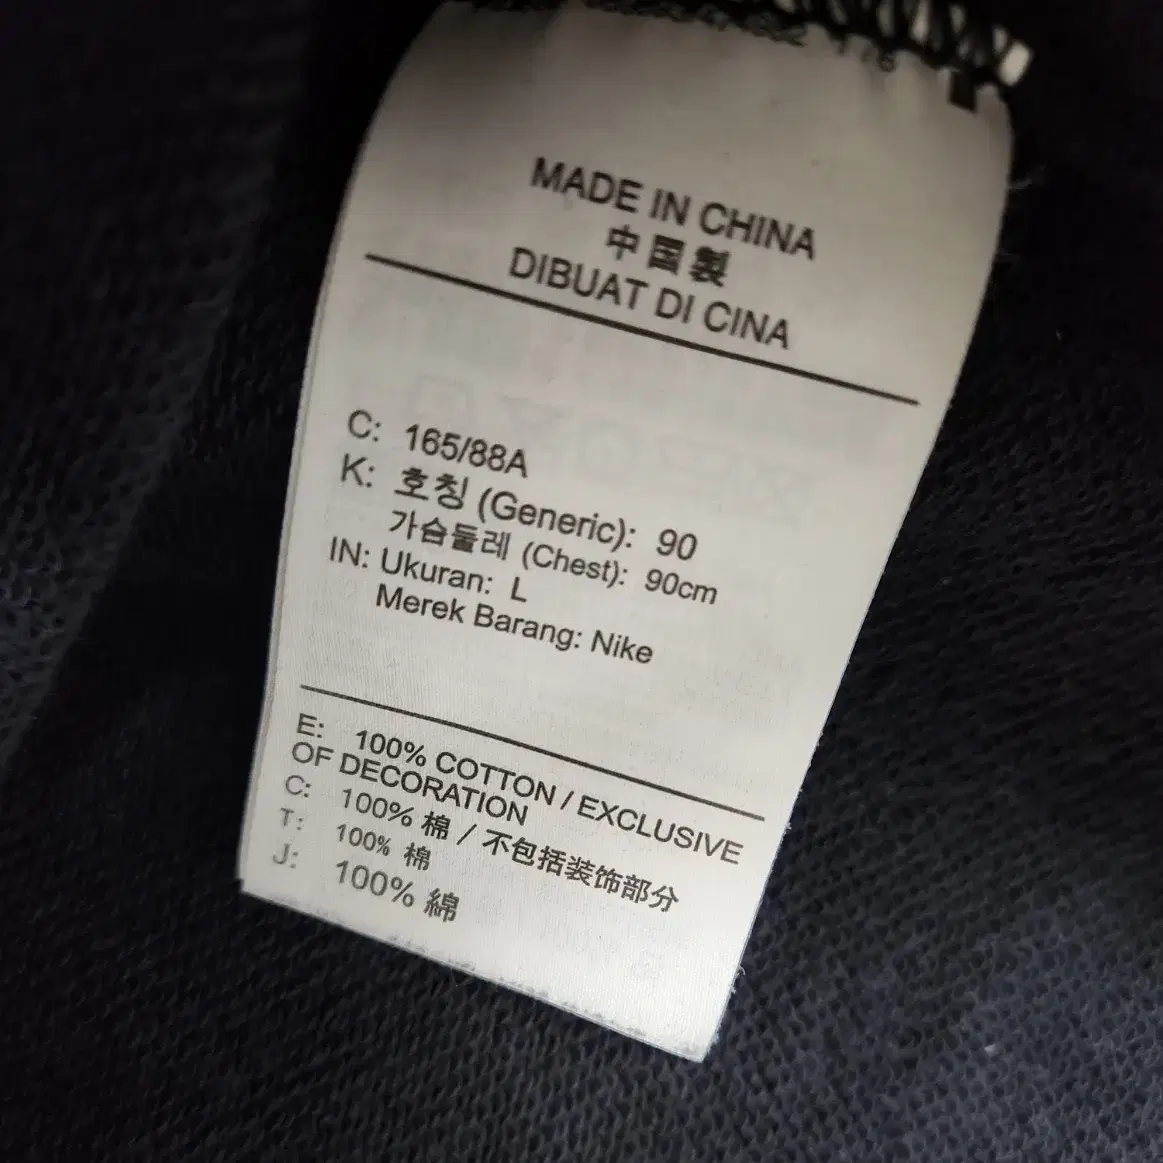 MADE IN CHINA
中国製
DIBUAT DI CINA
C: 165/88A
K: 호칭 (Generic): 90
가슴둘레 (Chest): 90cm
IN: Ukuran: L
Merek Barang: Nike
E: 100% COTTON / EXCLUSIVE
OF DECORATION
C: 100% 棉 / 不包括装饰部分
T: 100% 棉
J: 100% 綿